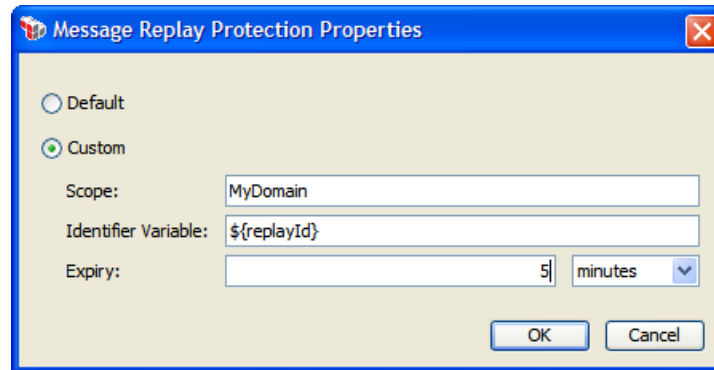 Message Replay Protection Properties
Default
Custom
Scope: MyDomain
Identifier Variable: ${replayId}
Expiry: 5 minutes
OK Cancel